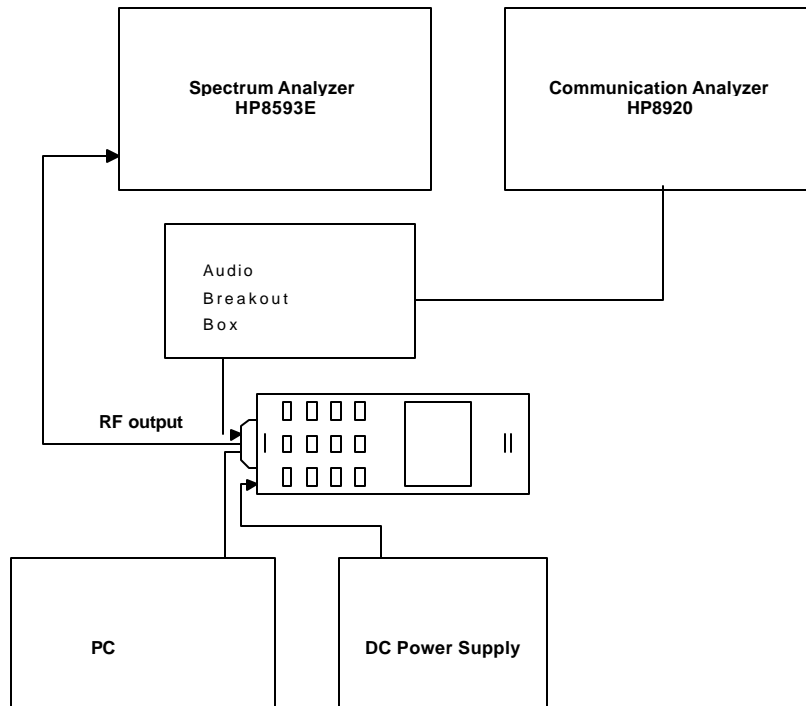 Spectrum Analyzer
HP8593E
Communication Analyzer
HP8920
Audio
Breakout
Box
RF output
PC
DC Power Supply